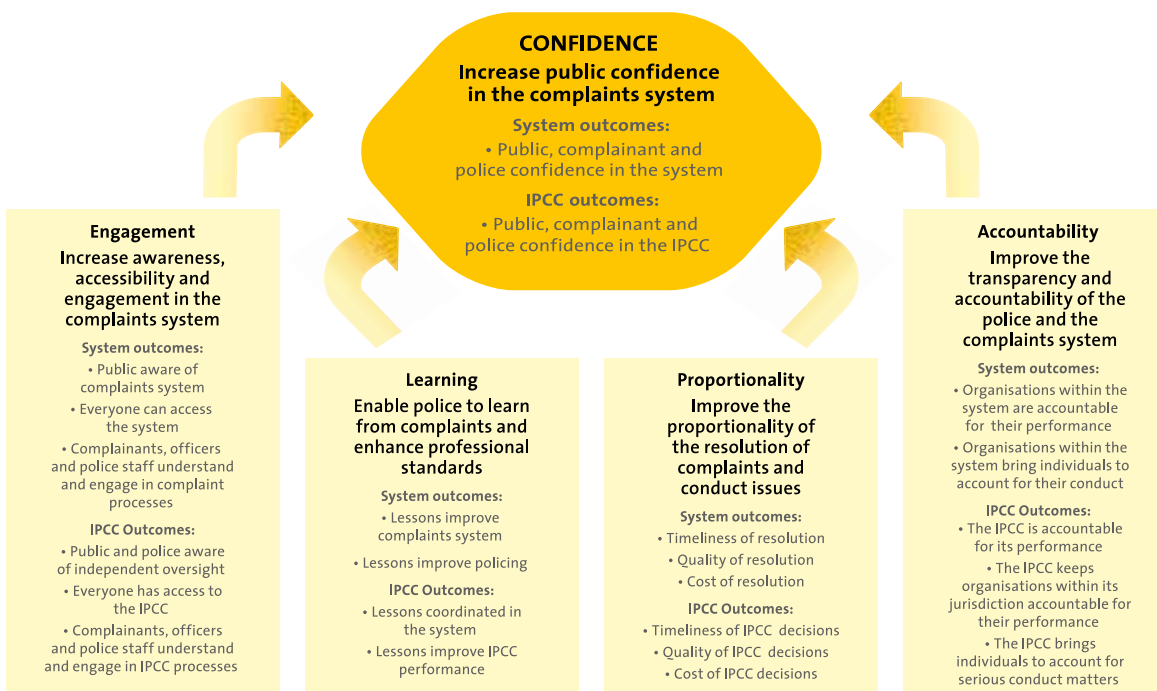 CONFIDENCE
Increase public confidence
in the complaints system
System outcomes:
• Public, complainant and
police confidence in the system
IPCC outcomes:
• Public, complainant and
police confidence in the IPCC
Engagement
Increase awareness,
accessibility and
engagement in the
complaints system
System outcomes:
• Public aware of
complaints system
• Everyone can access
the system
• Complainants, officers
and police staff understand
and engage in complaint
processes
IPCC Outcomes:
• Public and police aware
of independent oversight
• Everyone has access to
the IPCC
• Complainants, officers
and police staff understand
and engage in IPCC processes
Learning
Enable police to learn
from complaints and
enhance professional
standards
System outcomes:
• Lessons improve
complaints system
• Lessons improve policing
IPCC Outcomes:
• Lessons coordinated in
the system
• Lessons improve IPCC
performance
Proportionality
Improve the
proportionality of
the resolution of
complaints and
conduct issues
System outcomes:
• Timeliness of resolution
• Quality of resolution
• Cost of resolution
IPCC Outcomes:
• Timeliness of IPCC decisions
• Quality of IPCC decisions
• Cost of IPCC decisions
Accountability
Improve the
transparency and
accountability of the
police and the
complaints system
System outcomes:
• Organisations within the
system are accountable
for their performance
• Organisations within the
system bring individuals to
account for their conduct
IPCC Outcomes:
• The IPCC is accountable
for its performance
• The IPCC keeps
organisations within its
jurisdiction accountable for
their performance
• The IPCC brings
individuals to account for
serious conduct matters